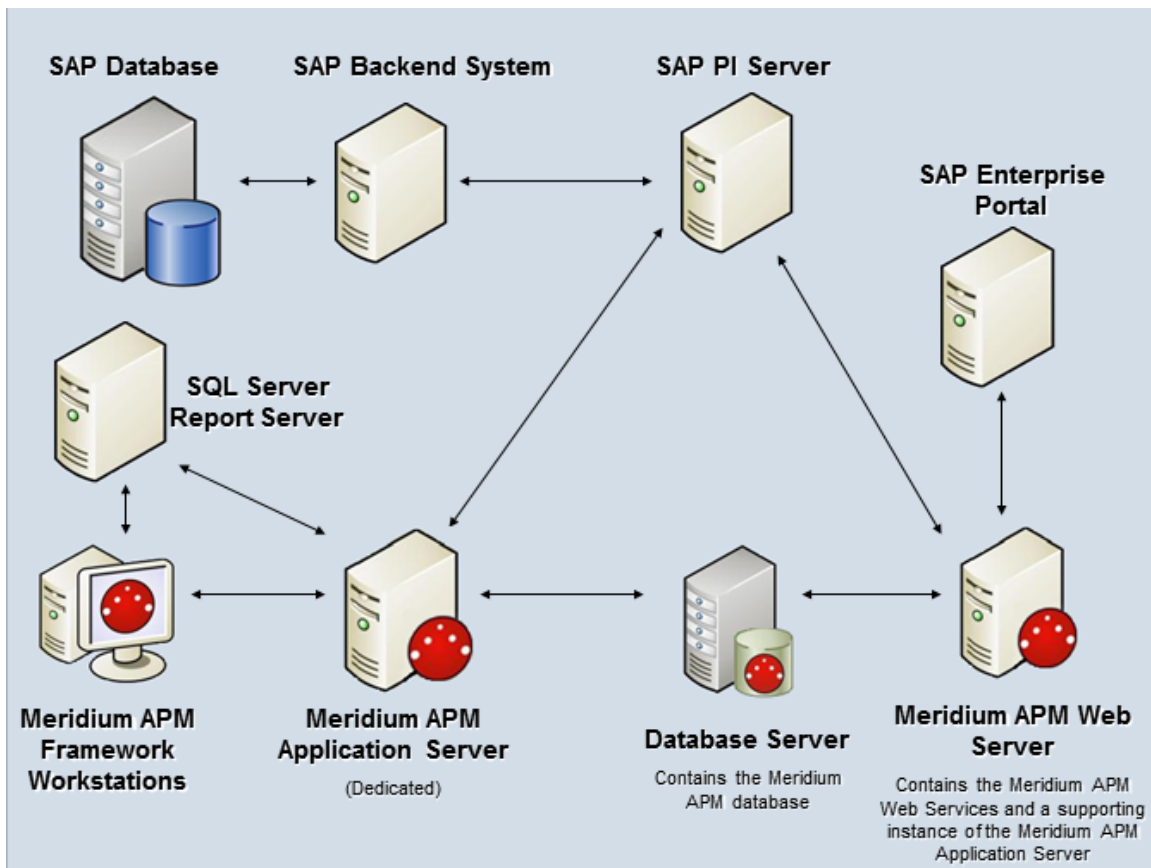 SAP Database
SAP Backend System
SAP PI Server
SAP Enterprise
Portal
SQL Server
Report Server
Meridium APM
Framework
Workstations
Meridium APM
Application Server
(Dedicated)
Database Server
Contains the Meridium
APM database
Meridium APM Web
Server
Contains the Meridium APM
Web Services and a supporting
instance of the Meridium APM
Application Server